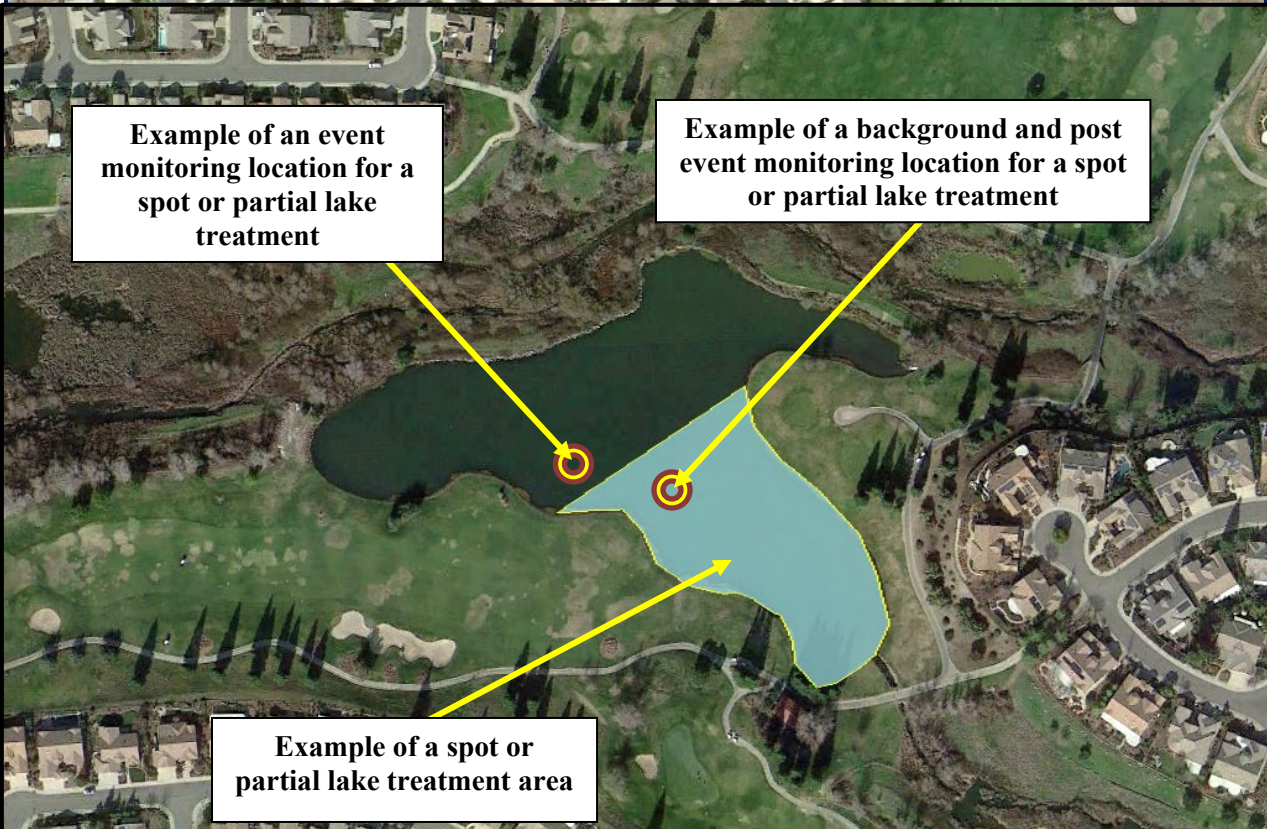 Example of an event
monitoring location for a
spot or partial lake
treatment
Example of a background and post
event monitoring location for a spot
or partial lake treatment
Example of a spot or
partial lake treatment area